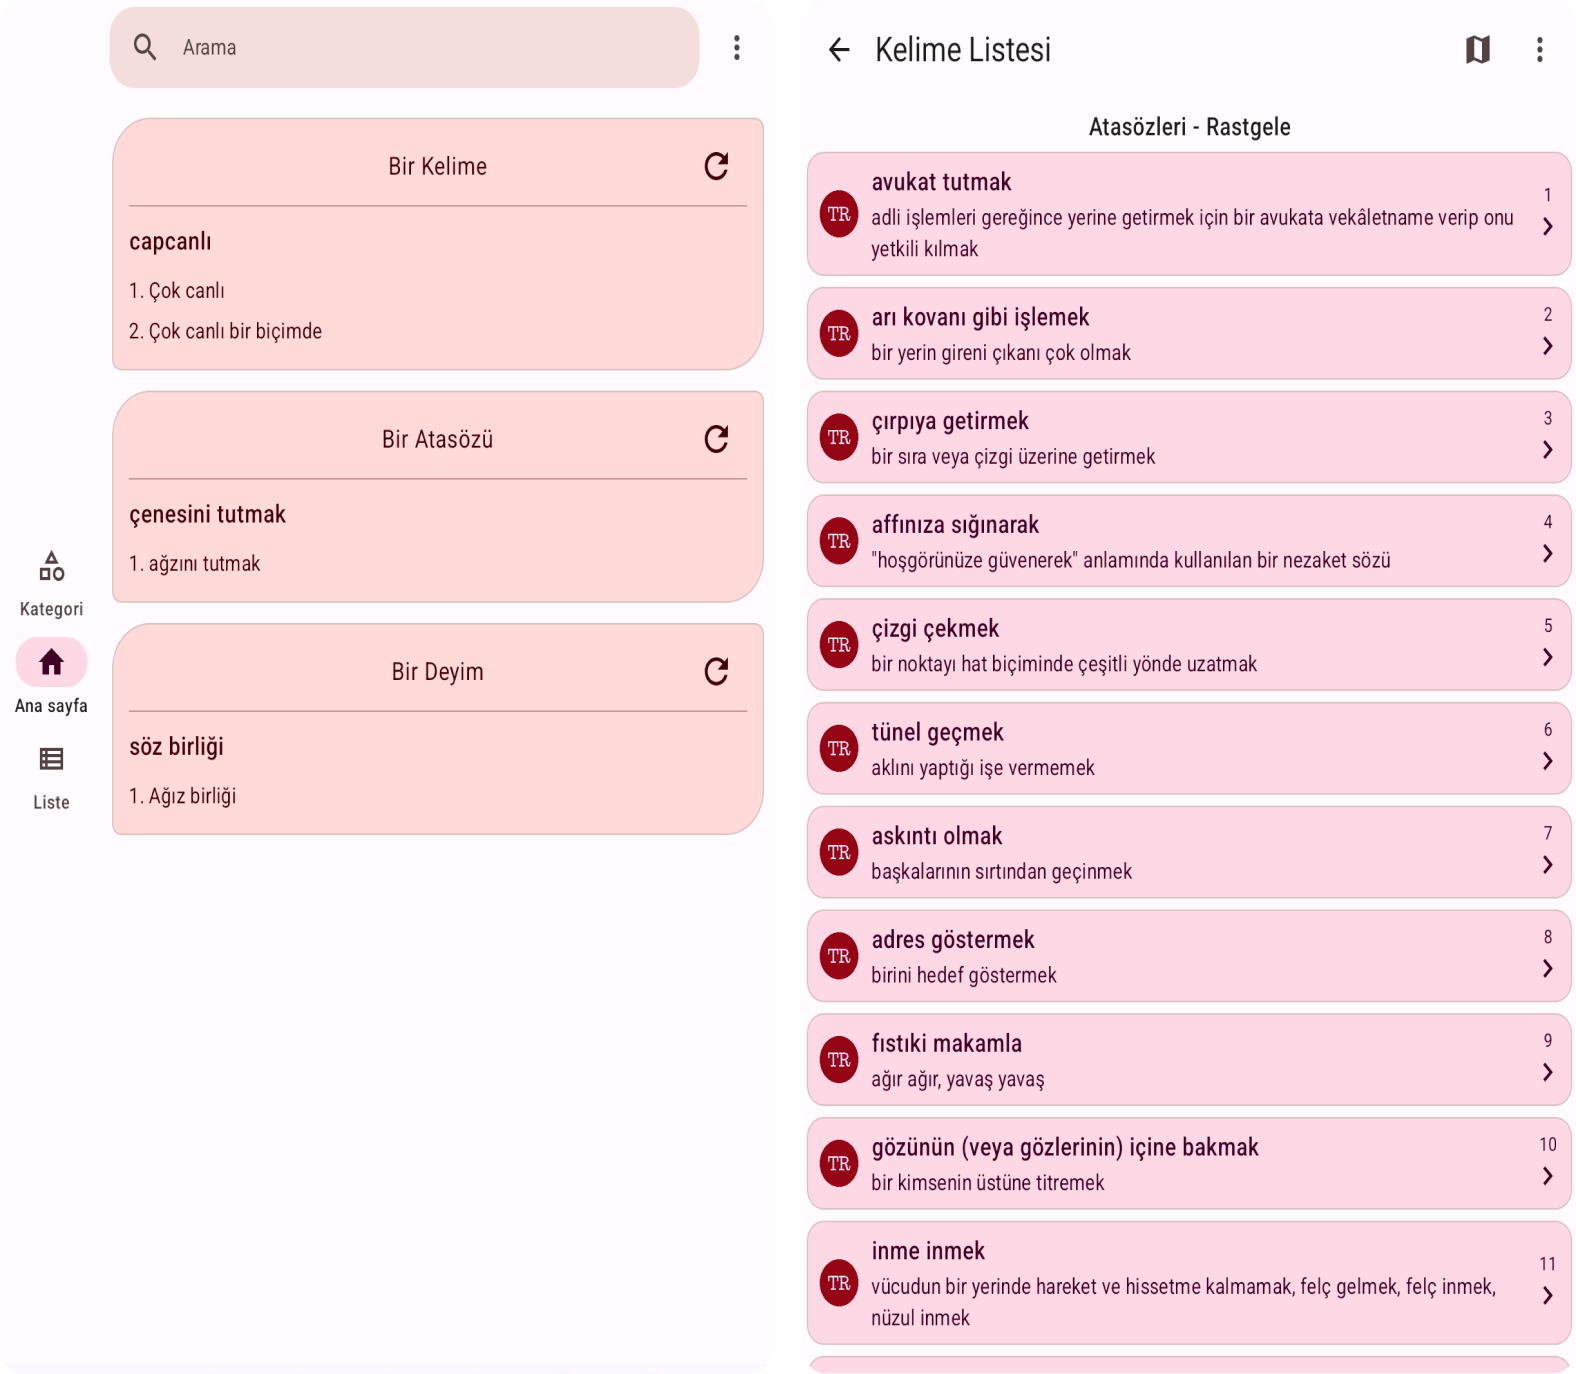 Arama
Bir Kelime
capcanlı
1. Çok canlı
2. Çok canlı bir biçimde
Bir Atasözü
çenesini tutmak
1. ağzını tutmak
Bir Deyim
söz birliği
1. Ağız birliği
Kategori
Ana sayfa
Liste
Kelime Listesi
Atasözleri - Rastgele
TR
avukat tutmak
adli işlemleri gereğince yerine getirmek için bir avukata vekâletname verip onu
yetkili kılmak
1
TR
arı kovanı gibi işlemek
bir yerin gireni çıkanı çok olmak
2
TR
çırpıya getirmek
bir sıra veya çizgi üzerine getirmek
3
TR
affınıza sığınarak
"hoşgörünüze güvenerek" anlamında kullanılan bir nezaket sözü
4
TR
çizgi çekmek
bir noktayı hat biçiminde çeşitli yönde uzatmak
5
TR
tünel geçmek
aklını yaptığı işe vermemek
6
TR
askıntı olmak
başkalarının sırtından geçinmek
7
TR
adres göstermek
birini hedef göstermek
8
TR
fıstıki makamla
ağır ağır, yavaş yavaş
9
TR
gözünün (veya gözlerinin) içine bakmak
bir kimsenin üstüne titremek
10
TR
inme inmek
vücudun bir yerinde hareket ve hissetme kalmamak, felç gelmek, felç inmek,
nüzul inmek
11